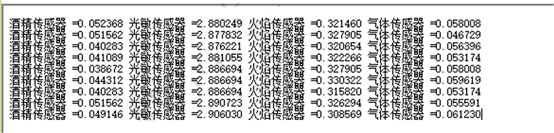 酒精传感器 =0.052368 光敏传感器 =2.880249 火焰传感器 =0.321460 气体传感器 =0.058008
酒精传感器 =0.051562 光敏传感器 =2.877832 火焰传感器 =0.327905 气体传感器 =0.046729
酒精传感器 =0.040283 光敏传感器 =2.876221 火焰传感器 =0.320654 气体传感器 =0.056396
酒精传感器 =0.041089 光敏传感器 =2.881055 火焰传感器 =0.322266 气体传感器 =0.053174
酒精传感器 =0.038672 光敏传感器 =2.886694 火焰传感器 =0.327905 气体传感器 =0.058008
酒精传感器 =0.044312 光敏传感器 =2.886694 火焰传感器 =0.330322 气体传感器 =0.059619
酒精传感器 =0.040283 光敏传感器 =2.886694 火焰传感器 =0.315820 气体传感器 =0.053174
酒精传感器 =0.051562 光敏传感器 =2.890723 火焰传感器 =0.326294 气体传感器 =0.055591
酒精传感器 =0.049146 光敏传感器 =2.906030 火焰传感器 =0.308569 气体传感器 =0.061230